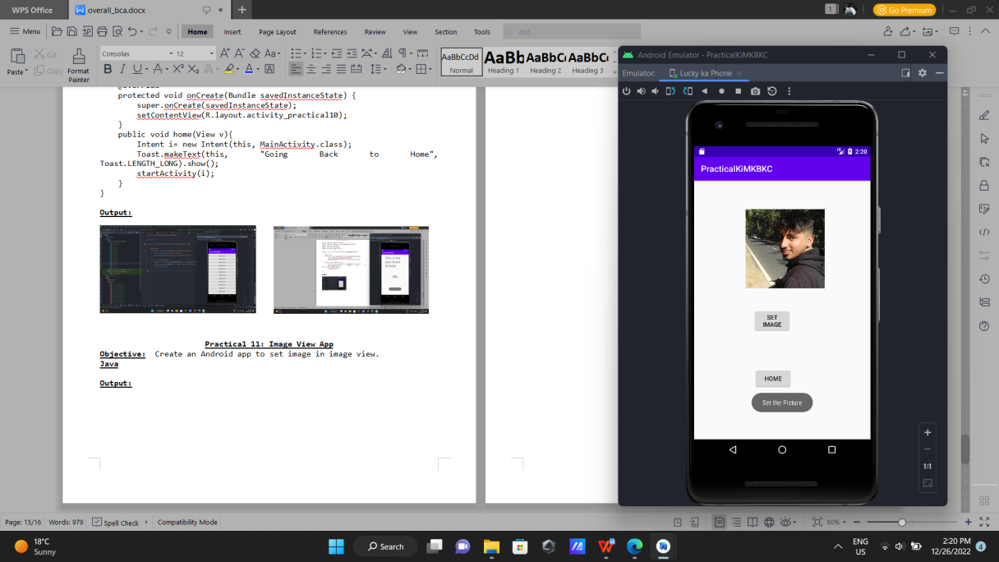 WPS Office
overall_bca.docx
1
Go Premium
Menu
Home
Insert
Page Layout
References
Review
View
Section
Tools
aut
Paste
Cut
Copy
Format
Painter
Consolas
12
AaBbCcDd
Normal
AaBb
Heading 1
AaBbCc
Heading 2
AaBbCc
Heading 3
protected void onCreate(Bundle savedInstanceState) {
super.onCreate(savedInstanceState);
setContentView(R.layout.activity_practical10);
}
public void home(View v){
Intent i= new Intent(this, MainActivity.class);
Toast.makeText(this, "Going Back to Home",
Toast.LENGTH_LONG).show();
startActivity(i);
}
}
Output:
Practical 11: Image View App
Objective: Create an Android app to set image in image view.
Java
Output:
Android Emulator - PracticalKiMKBKC
Emulator:
Lucky ka Phone
2:20
PracticalKiMKBKC
SET
IMAGE
HOME
Set the Picture
1:1
Page: 15/16
Words: 979
Spell Check
Compatibility Mode
80%
18°C
Sunny
Search
ENG
US
2:20 PM
12/26/2022
4